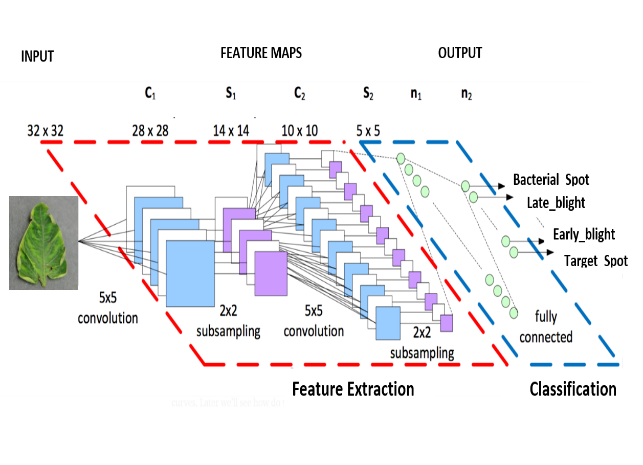 INPUT
FEATURE MAPS
OUTPUT
C1
S1
C2
S2
n1
n2
32 x 32
28 x 28
14 x 14
10 x 10
5 x 5
Bacterial Spot
Late_blight
Early_blight
Target Spot
5x5
convolution
2x2
subsampling
5x5
convolution
2x2
subsampling
fully
connected
Feature Extraction
Classification